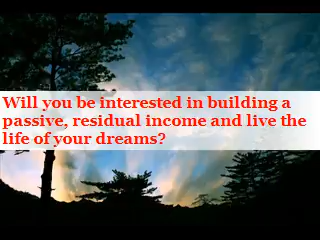 Will you be interested in building a
passive, residual income and live the
life of your dreams?